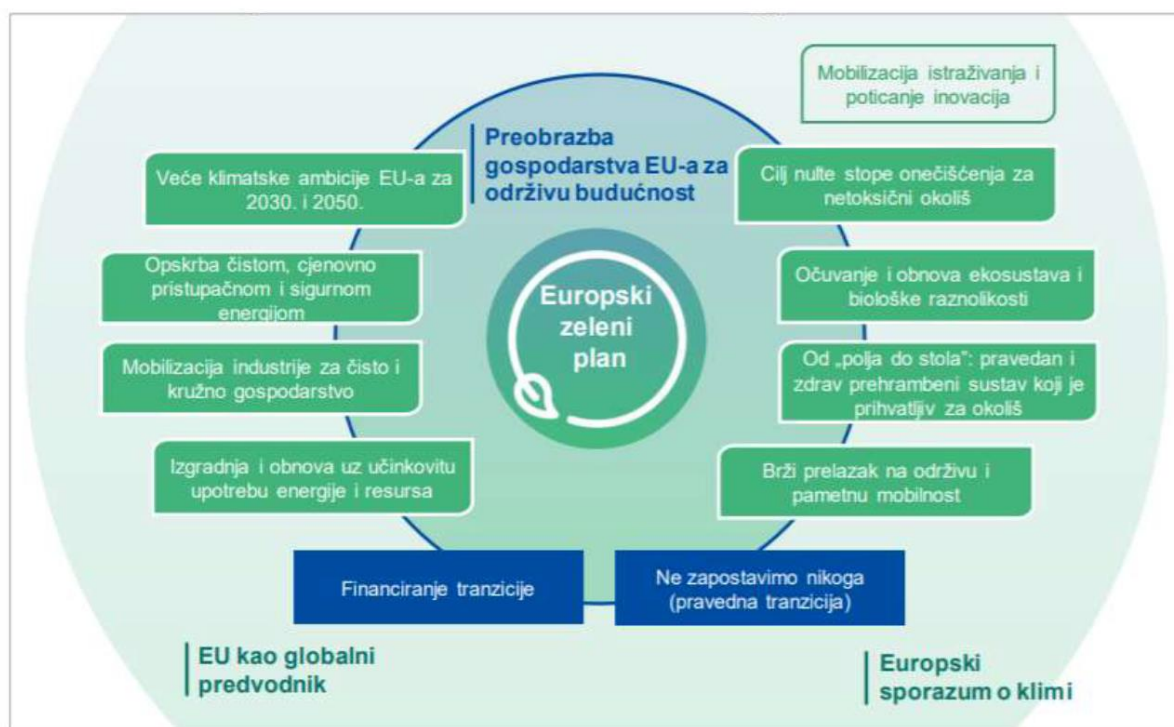 Mobilizacija istraživanja i
poticanje inovacija
Preobrazba
gospodarstva EU-a za
održivu budućnost
Veće klimatske ambicije EU-a za
2030. i 2050.
Cilj nulte stope onečišćenja za
netoksični okoliš
Opskrba čistom, cjenovno
pristupačnom i sigurnom
energijom
Očuvanje i obnova ekosustava i
biološke raznolikosti
Europski
zeleni
plan
Mobilizacija industrije za čisto i
kružno gospodarstvo
Od „polja do stola”: pravedan i
zdrav prehrambeni sustav koji je
prihvatljiv za okoliš
Izgradnja i obnova uz učinkovitu
upotrebu energije i resursa
Brži prelazak na održivu i
pametnu mobilnost
Financiranje tranzicije
Ne zapostavimo nikoga
(pravedna tranzicija)
EU kao globalni
predvodnik
Europski
sporazum o klimi